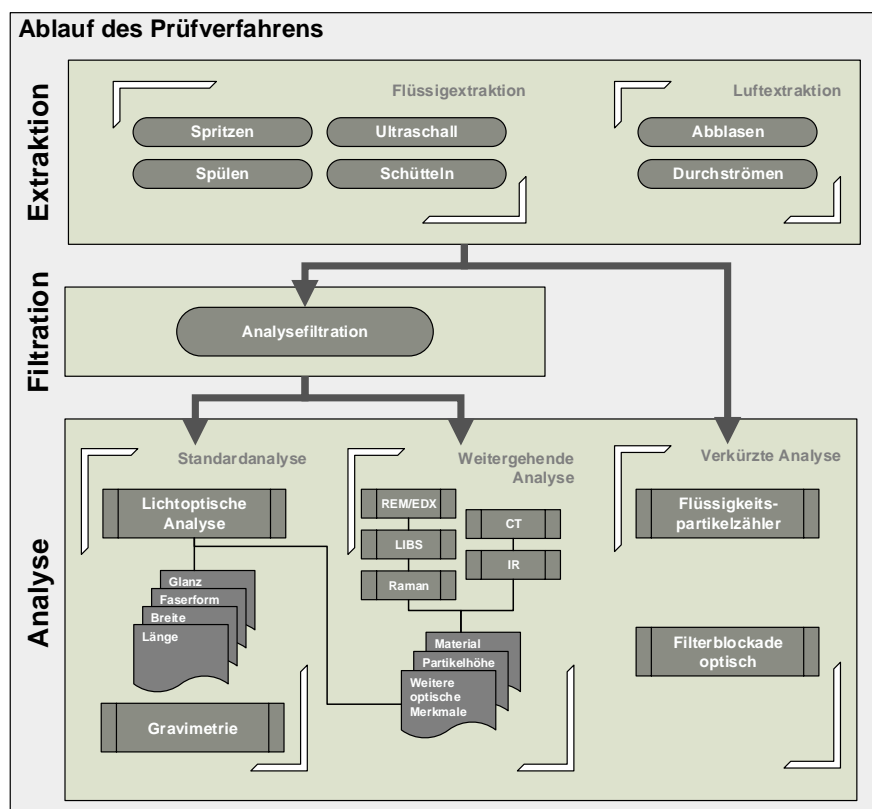 Ablauf des Prüfverfahrens
Extraktion
Flüssigextraktion
Spritzen
Ultraschall
Spülen
Schütteln
Luftextraktion
Abblasen
Durchströmen
Filtration
Analysefiltration
Analyse
Standardanalyse
Lichtoptische
Analyse
Glanz
Faserform
Breite
Länge
Gravimetrie
Weitergehende
Analyse
REM/EDX
LIBS
Raman
CT
IR
Material
Partikelhöhe
Weitere
optische
Merkmale
Verkürzte Analyse
Flüssigkeits-
partikelzähler
Filterblockade
optisch